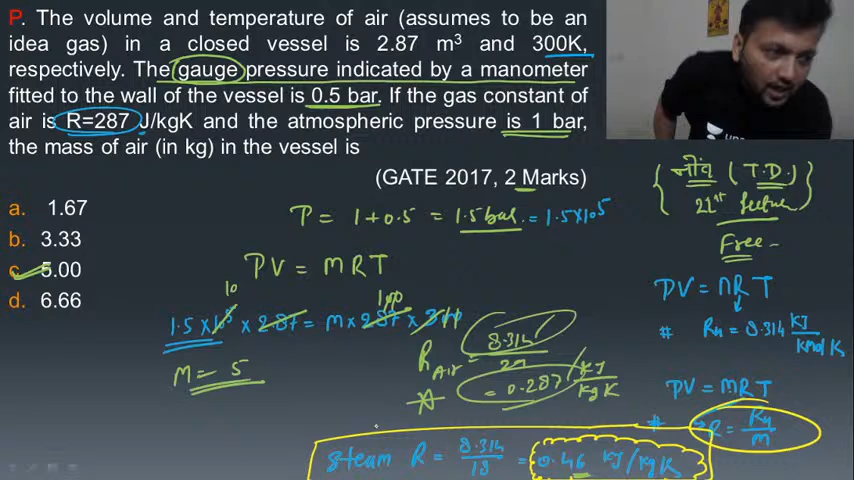 P. The volume and temperature of air (assumes to be an
idea gas) in a closed vessel is 2.87 m³ and 300K,
respectively. The gauge pressure indicated by a manometer
fitted to the wall of the vessel is 0.5 bar. If the gas constant of
air is R=287 J/kgK and the atmospheric pressure is 1 bar,
the mass of air (in kg) in the vessel is
(GATE 2017, 2 Marks)
a. 1.67
b. 3.33
c. 5.00
d. 6.66
P = 1+0.5 = 1.5 bar = 1.5×10⁵
PV = MRT
10 100
1.5 × 10⁵ × 2.87 = M × 287 × 300
M = 5
R Air = 8.314/29
= 0.287 KJ/KgK
(T.D.)
21st lecture
Free
PV = nRT
# Ru = 8.314 KJ/Kmol K
PV = MRT
* R = Ru/m
Steam R = 8.314/18 = 0.46 KJ/KgK